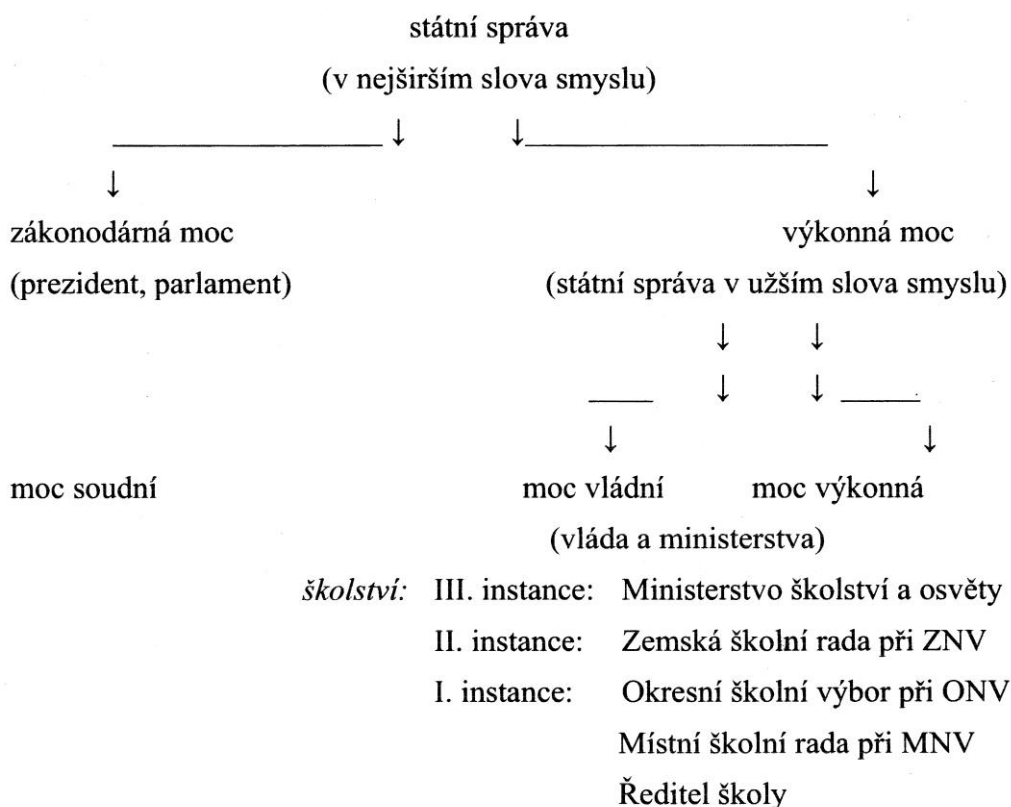 státní správa
(v nejširším slova smyslu)
↓ ↓
↓ ↓
zákonodárná moc výkonná moc
(prezident, parlament) (státní správa v užším slova smyslu)
↓ ↓
↓ ↓
↓ ↓
moc soudní moc vládní moc výkonná
(vláda a ministerstva)
školství: III. instance: Ministerstvo školství a osvěty
II. instance: Zemská školní rada při ZNV
I. instance: Okresní školní výbor při ONV
Místní školní rada při MNV
Ředitel školy